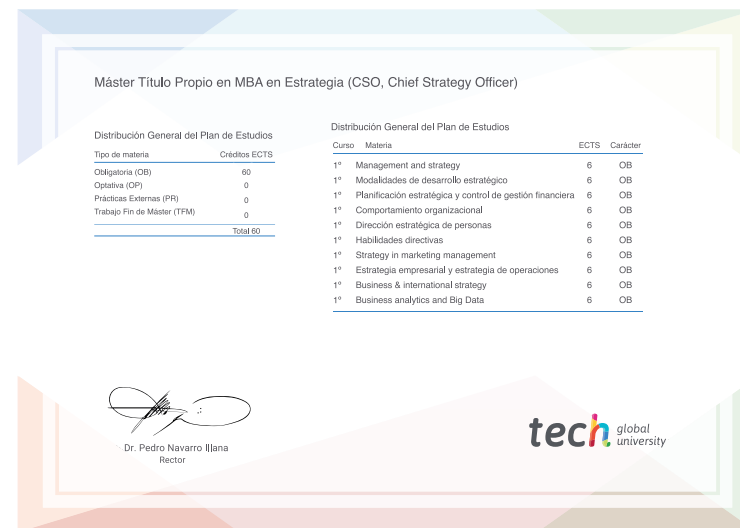 Máster Título Propio en MBA en Estrategia (CSO, Chief Strategy Officer)
Distribución General del Plan de Estudios
Tipo de materia Créditos ECTS
Obligatoria (OB) 60
Optativa (OP) 0
Prácticas Externas (PR) 0
Trabajo Fin de Máster (TFM) 0
Total 60
Distribución General del Plan de Estudios
Curso Materia ECTS Carácter
1º Management and strategy 6 OB
1º Modalidades de desarrollo estratégico 6 OB
1º Planificación estratégica y control de gestión financiera 6 OB
1º Comportamiento organizacional 6 OB
1º Dirección estratégica de personas 6 OB
1º Habilidades directivas 6 OB
1º Strategy in marketing management 6 OB
1º Estrategia empresarial y estrategia de operaciones 6 OB
1º Business & international strategy 6 OB
1º Business analytics and Big Data 6 OB
Dr. Pedro Navarro Illana
Rector
tech global
university